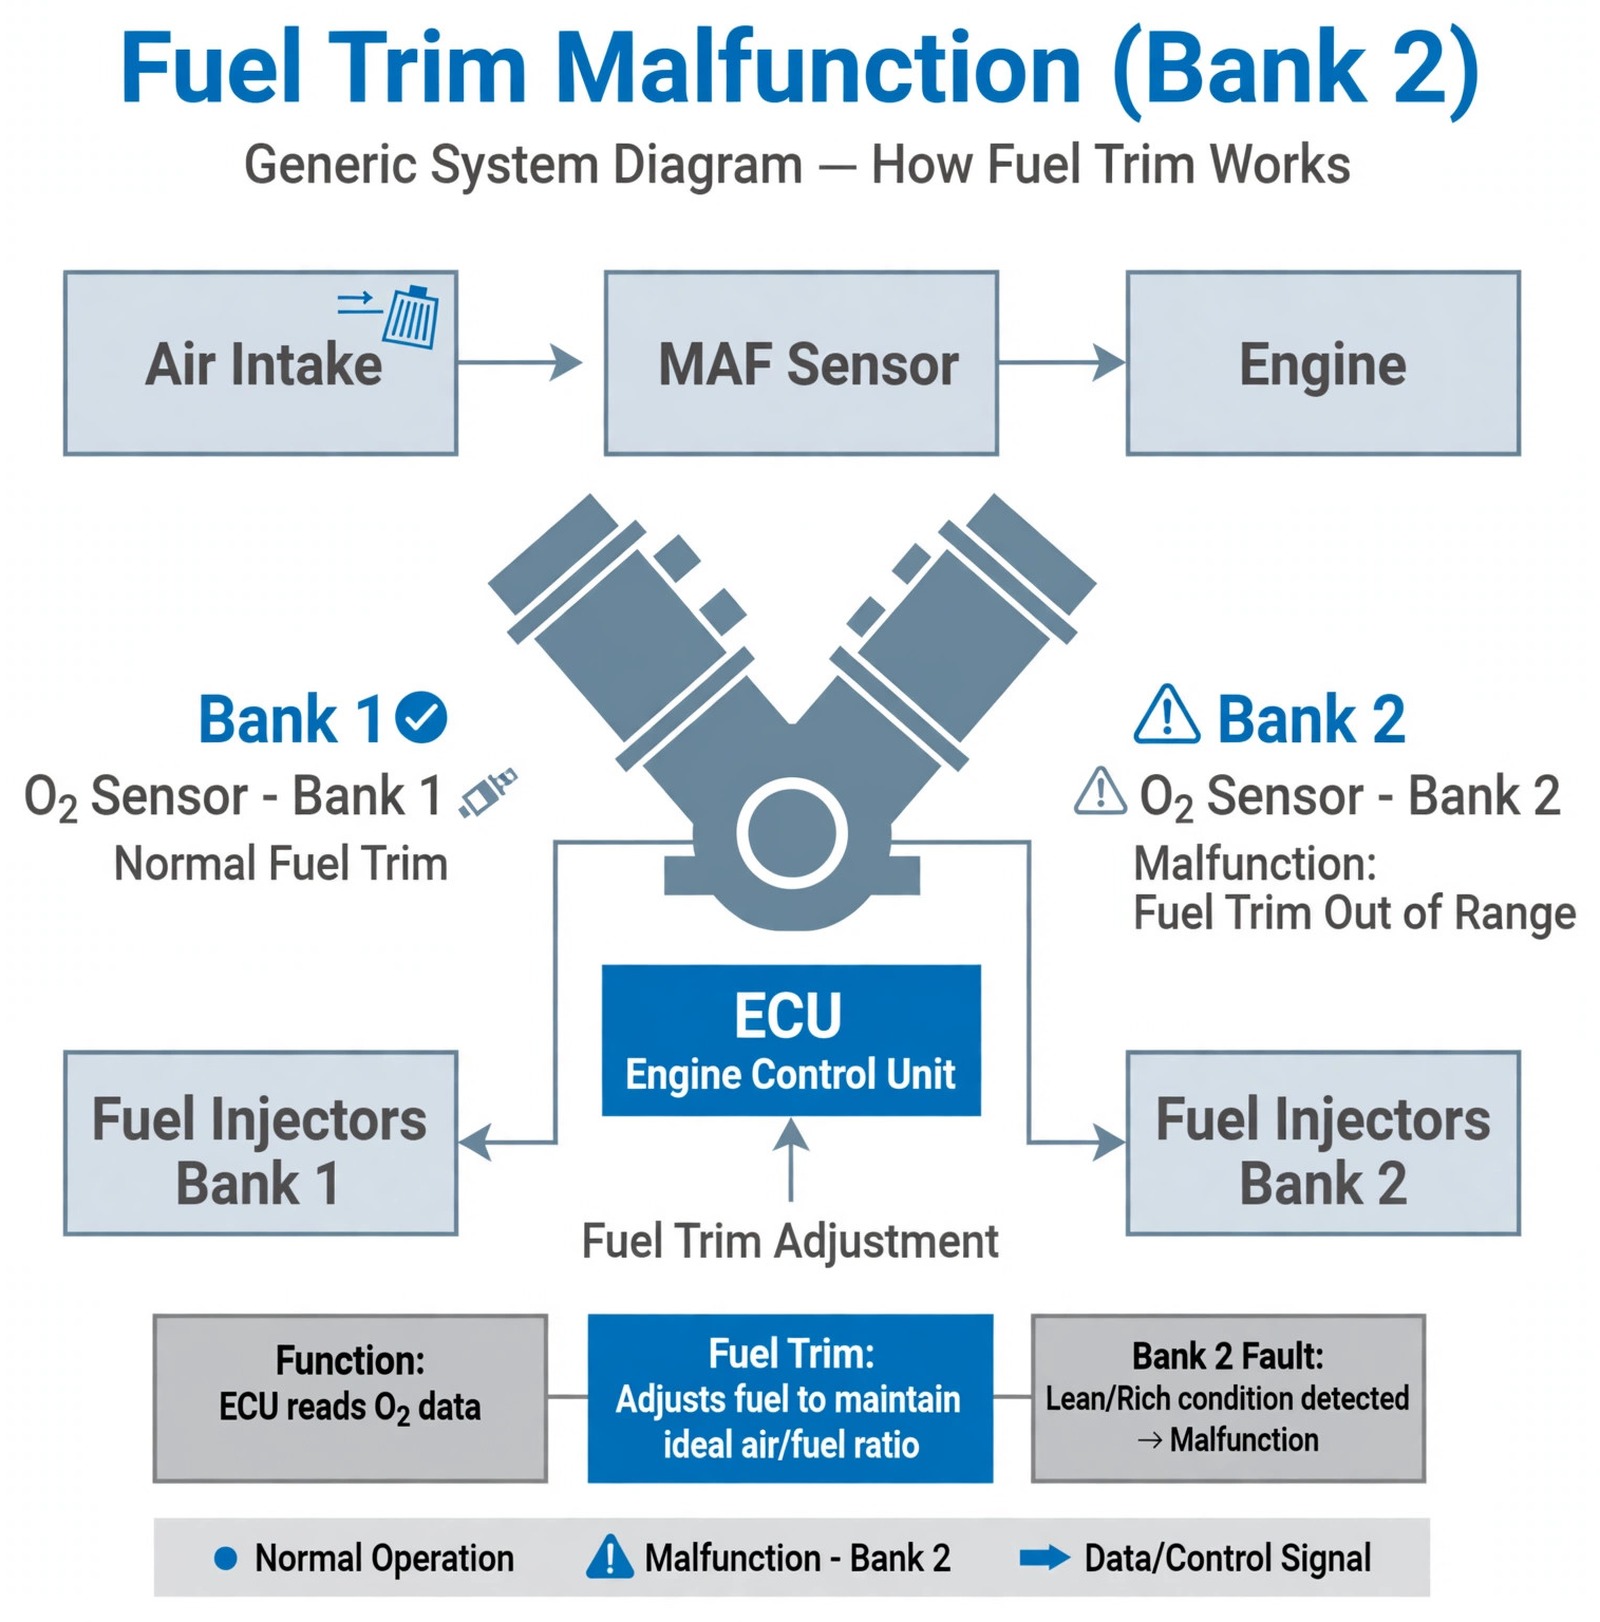 Fuel Trim Malfunction (Bank 2)
Generic System Diagram — How Fuel Trim Works
Air Intake
MAF Sensor
Engine
Bank 1
O₂ Sensor - Bank 1
Normal Fuel Trim
Bank 2
O₂ Sensor - Bank 2
Malfunction:
Fuel Trim Out of Range
ECU
Engine Control Unit
Fuel Injectors
Bank 1
Fuel Injectors
Bank 2
Fuel Trim Adjustment
Function:
ECU reads O₂ data
Fuel Trim:
Adjusts fuel to maintain
ideal air/fuel ratio
Bank 2 Fault:
Lean/Rich condition detected
→ Malfunction
Normal Operation
Malfunction - Bank 2
Data/Control Signal